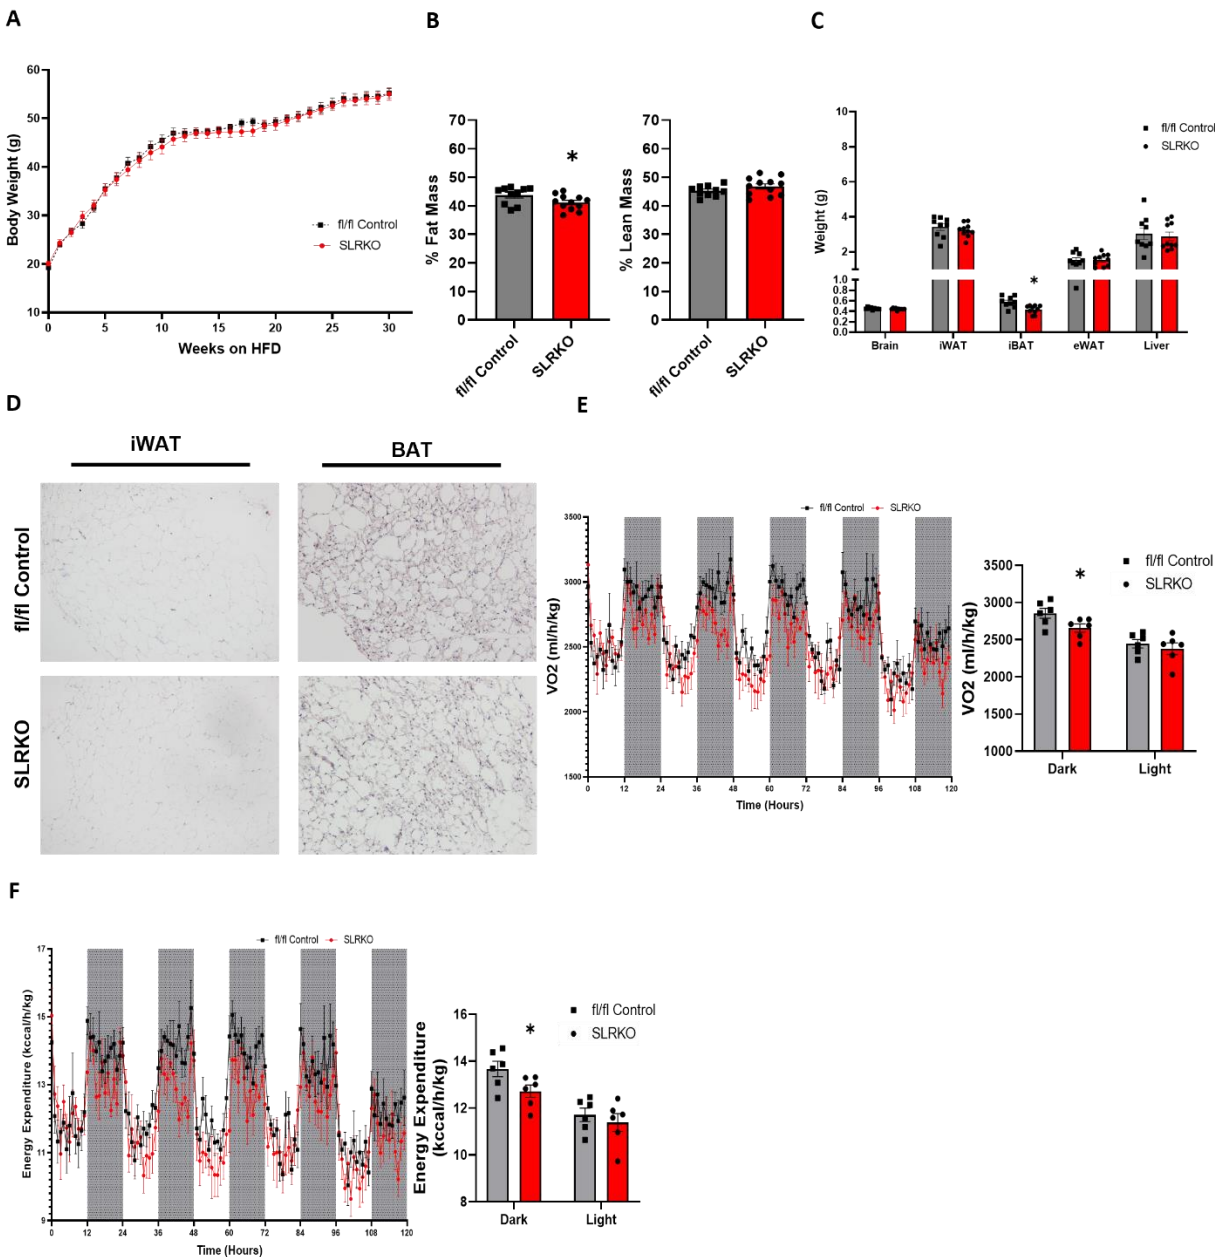 A
B
C
60
50
40
30
20
10
Body Weight (g)
0
5
10
15
20
25
30
Weeks on HFD
fl/fl Control
SLRKO
70
60
50
40
30
20
10
0
% Fat Mass
*
fl/fl Control
SLRKO
70
60
50
40
30
20
10
0
% Lean Mass
fl/fl Control
SLRKO
10
8
6
4
2
1.0
0.8
0.6
0.4
0.2
0.0
Weight (g)
fl/fl Control
SLRKO
*
Brain
iWAT
iBAT
eWAT
Liver
D
iWAT
BAT
fl/fl Control
SLRKO
E
fl/fl Control
SLRKO
3500
3000
2500
2000
1500
VO2 (ml/h/kg)
0
12
24
36
48
60
72
84
96
108
120
Time (Hours)
fl/fl Control
SLRKO
3500
3000
2500
2000
1500
1000
VO2 (ml/h/kg)
*
Dark
Light
F
fl/fl Control
SLRKO
17
15
13
11
9
Energy Expenditure (kccal/h/kg)
0
12
24
36
48
60
72
84
96
108
120
Time (Hours)
fl/fl Control
SLRKO
16
14
12
10
8
Energy Expenditure
(kccal/h/kg)
*
Dark
Light